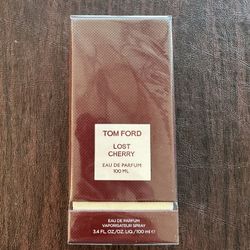 TOM FORD
LOST
CHERRY
EAU DE PARFUM
100 ML
EAU DE PARFUM
VAPORISATEUR SPRAY
3.4 FL. OZ./OZ. LIQ./100 ml ℮